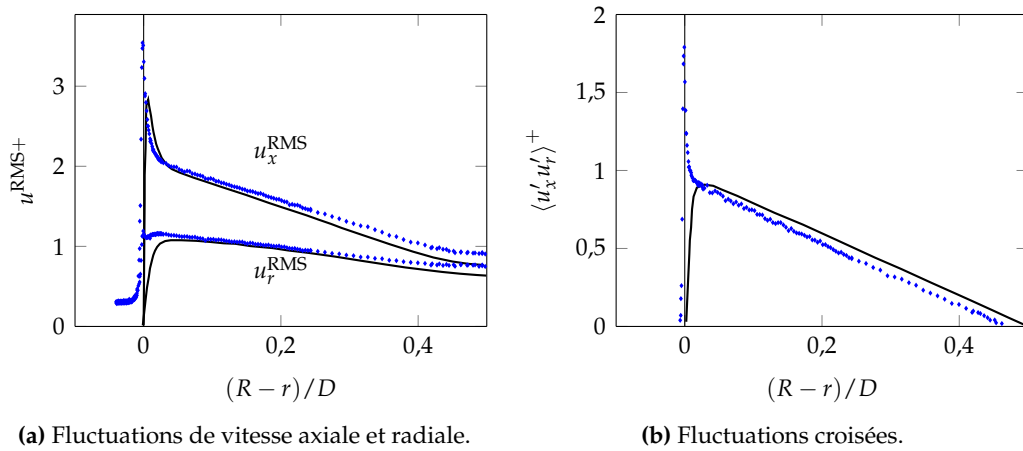 3
2
1
0
0
0,2
0,4
u^RMS+
u_x^RMS
u_r^RMS
(R − r)/D
(a) Fluctuations de vitesse axiale et radiale.
2
1,5
1
0,5
0
0
0,2
0,4
⟨u′_x u′_r⟩^+
(R − r)/D
(b) Fluctuations croisées.